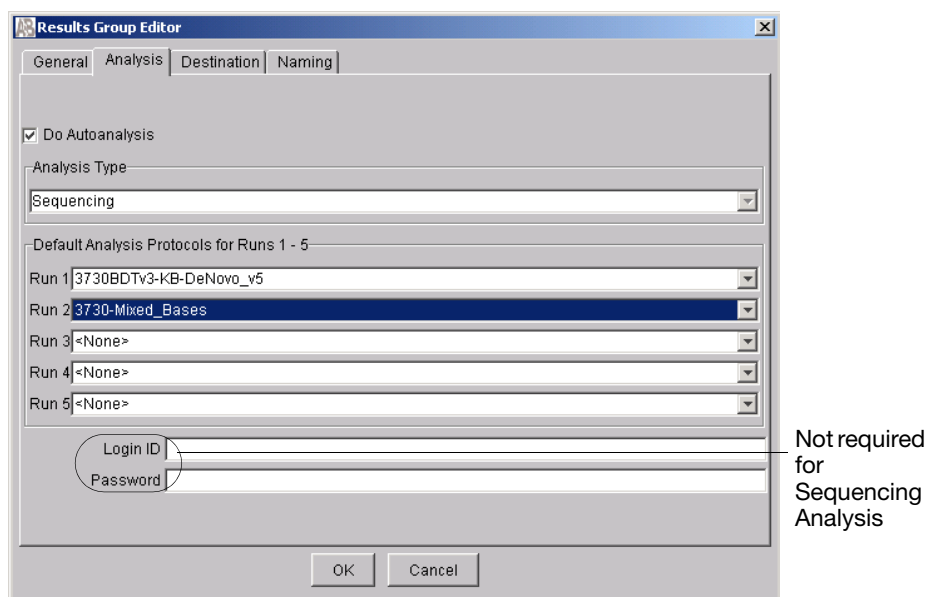 Results Group Editor
General Analysis Destination Naming
Do Autoanalysis
Analysis Type
Sequencing
Default Analysis Protocols for Runs 1 - 5
Run 1 3730BDTv3-KB-DeNovo_v5
Run 2 3730-Mixed_Bases
Run 3 <None>
Run 4 <None>
Run 5 <None>
Login ID
Password
Not required
for
Sequencing
Analysis
OK Cancel